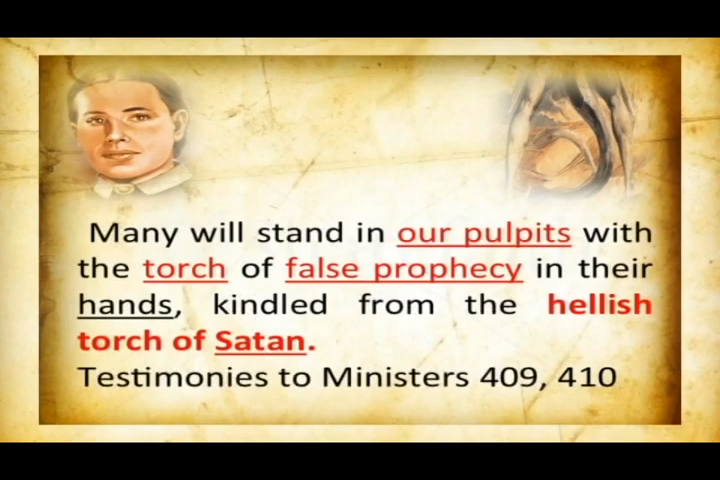 Many will stand in our pulpits with
the torch of false prophecy in their
hands, kindled from the hellish
torch of Satan.
Testimonies to Ministers 409, 410